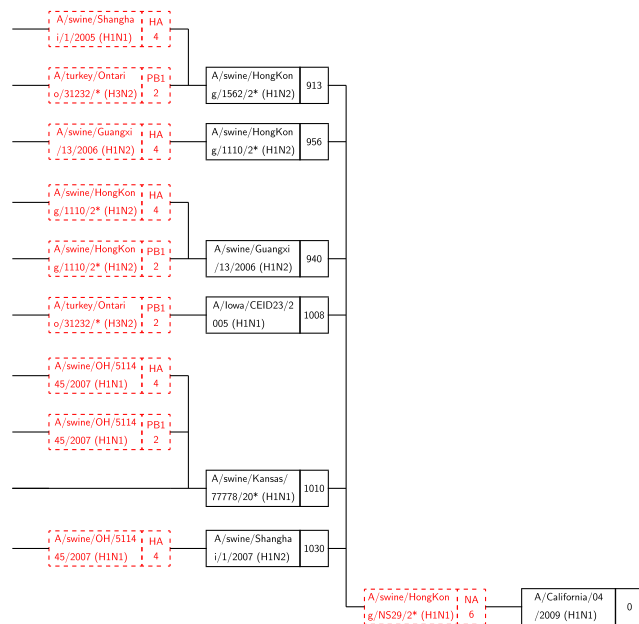 A/swine/Shangha HA
i/1/2005 (H1N1) 4
A/turkey/Ontari PB1
o/31232/* (H3N2) 2
A/swine/HongKon 913
g/1562/2* (H1N2)
A/swine/Guangxi HA
/13/2006 (H1N2) 4
A/swine/HongKon 956
g/1110/2* (H1N2)
A/swine/HongKon HA
g/1110/2* (H1N2) 4
A/swine/HongKon PB1
g/1110/2* (H1N2) 2
A/swine/Guangxi 940
/13/2006 (H1N2)
A/turkey/Ontari PB1
o/31232/* (H3N2) 2
A/Iowa/CEID23/2 1008
005 (H1N1)
A/swine/OH/5114 HA
45/2007 (H1N1) 4
A/swine/OH/5114 PB1
45/2007 (H1N1) 2
A/swine/Kansas/ 1010
77778/20* (H1N1)
A/swine/OH/5114 HA
45/2007 (H1N1) 4
A/swine/Shangha 1030
i/1/2007 (H1N2)
A/swine/HongKon NA
g/NS29/2* (H1N1) 6
A/California/04 0
/2009 (H1N1)